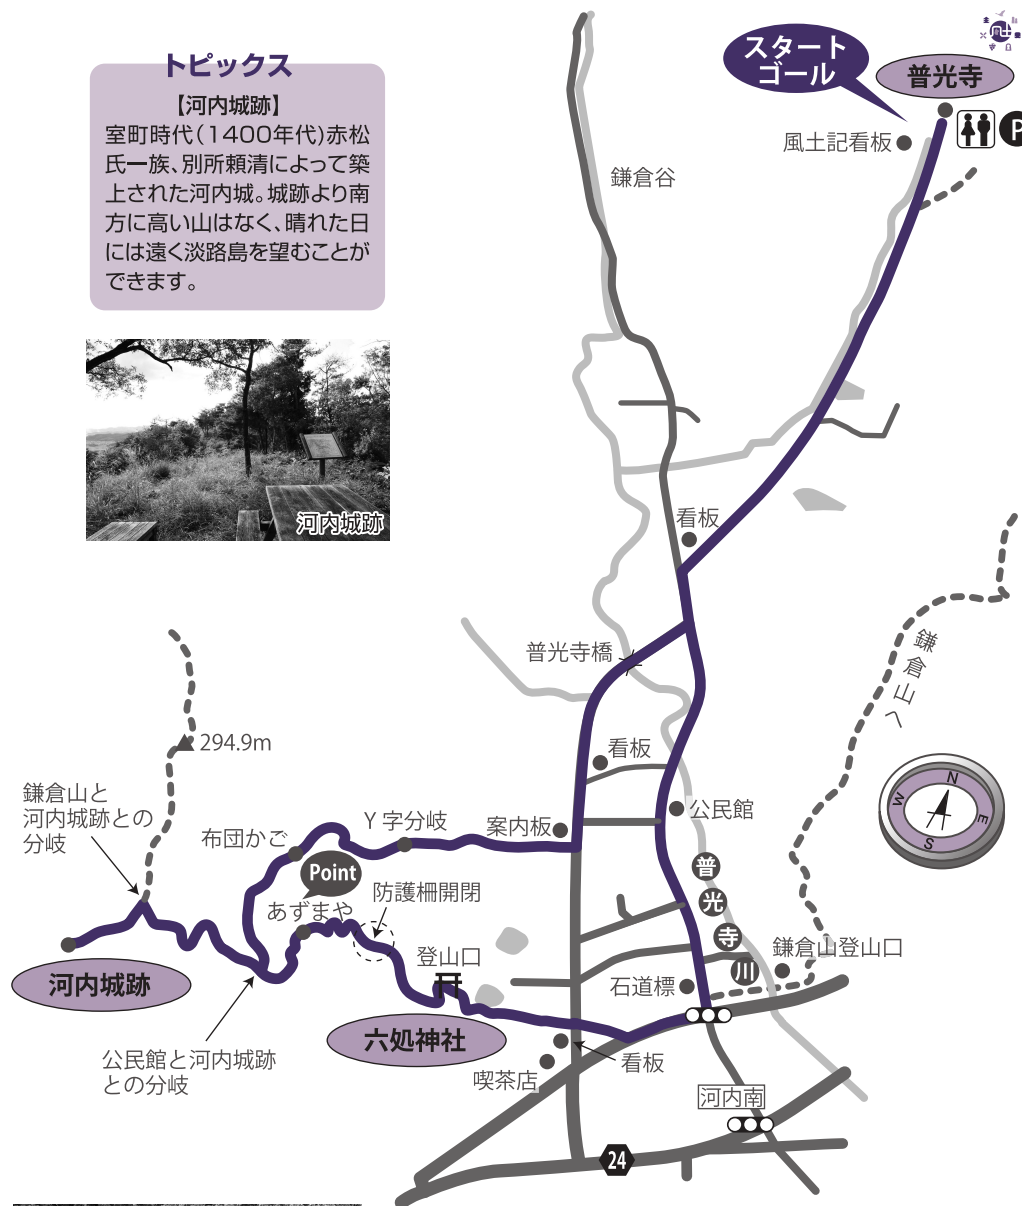 トピックス
【河内城跡】
室町時代(1400年代)赤松
氏一族、別所頼清によって築
上された河内城。城跡より南
方に高い山はなく、晴れた日
には遠く淡路島を望むことが
できます。
河内城跡
スタート
ゴール
普光寺
P
風土記看板
鎌倉谷
看板
鎌倉山へ
普光寺橋
294.9m
看板
N
E
S
W
鎌倉山と
河内城跡との
分岐
公民館
布団かご
Y字分岐
案内板
Point
あずまや
防護柵開閉
普光寺川
登山口
鎌倉山登山口
河内城跡
石道標
六処神社
公民館と河内城跡
との分岐
看板
喫茶店
河内南
24